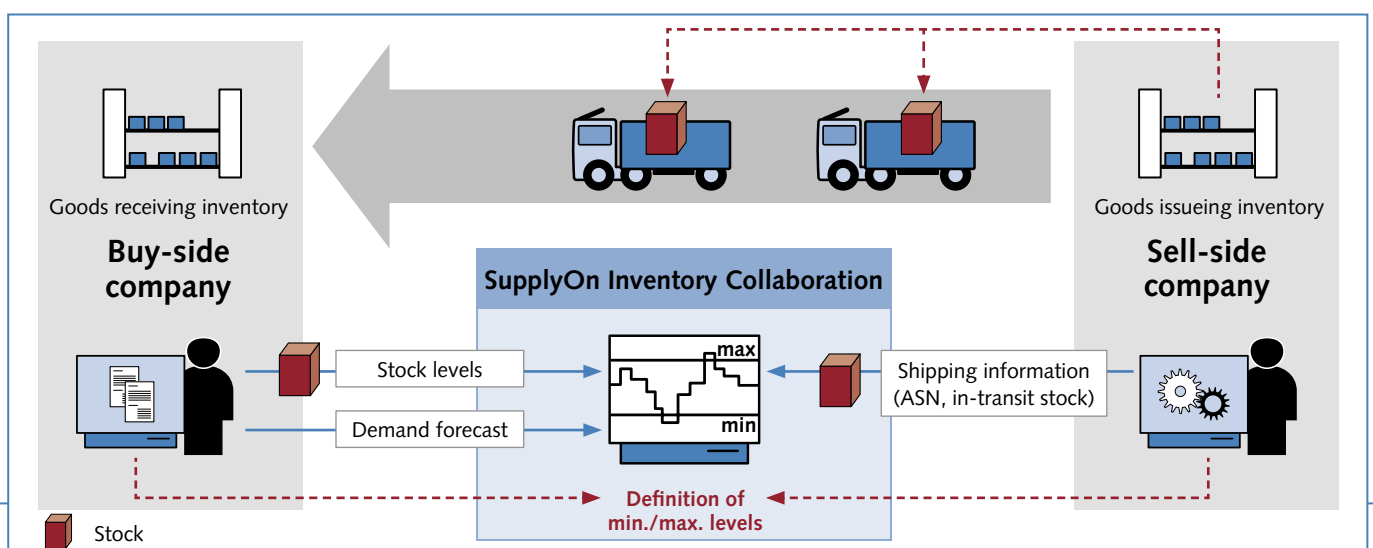 Goods receiving inventory
Buy-side
company
Goods issueing inventory
Sell-side
company
SupplyOn Inventory Collaboration
Stock levels
Demand forecast
max
min
Shipping information
(ASN, in-transit stock)
Definition of
min./max. levels
Stock